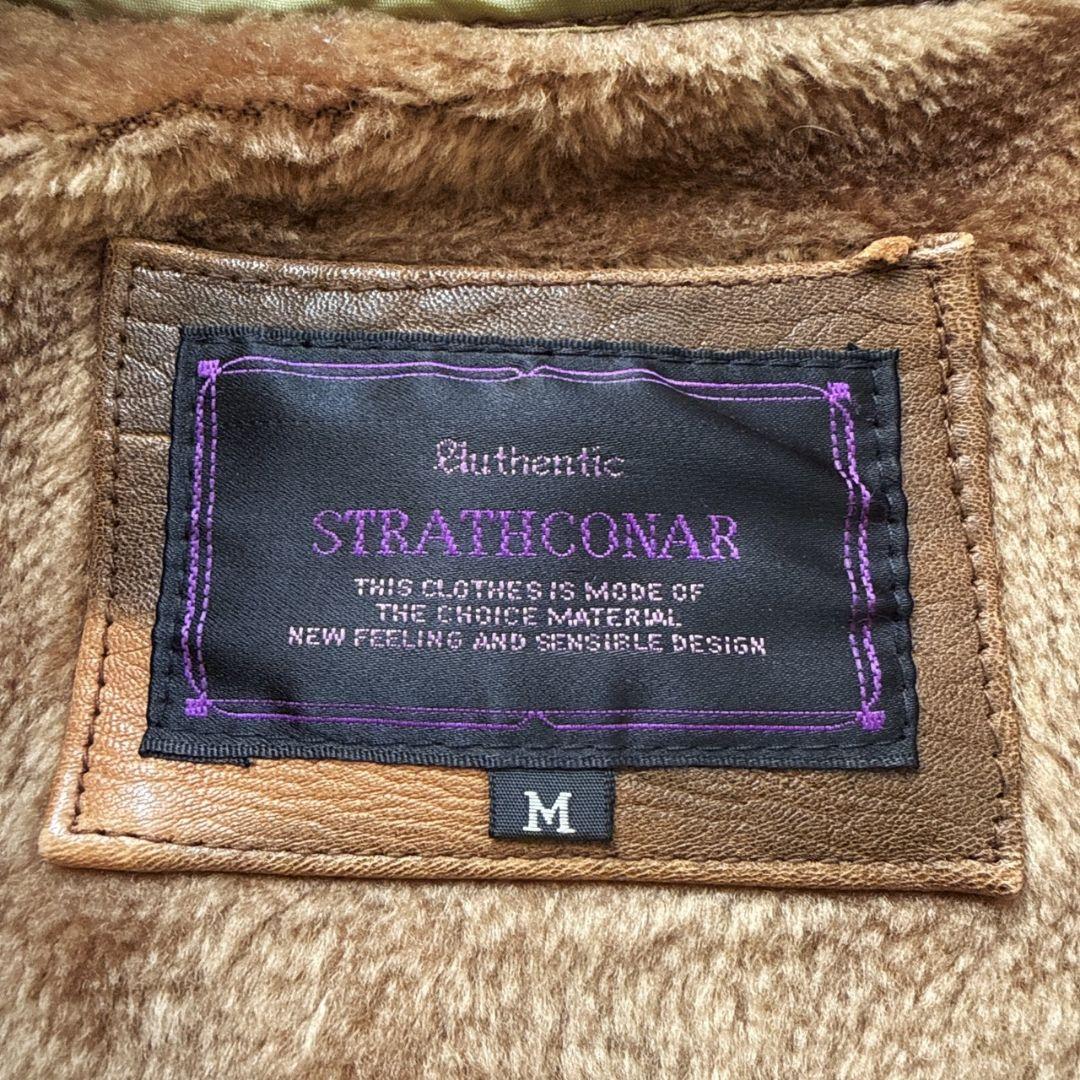 Authentic
STRATHCONAR
THIS CLOTHES IS MODE OF
THE CHOICE MATERIAL
NEW FEELING AND SENSIBLE DESIGN
M